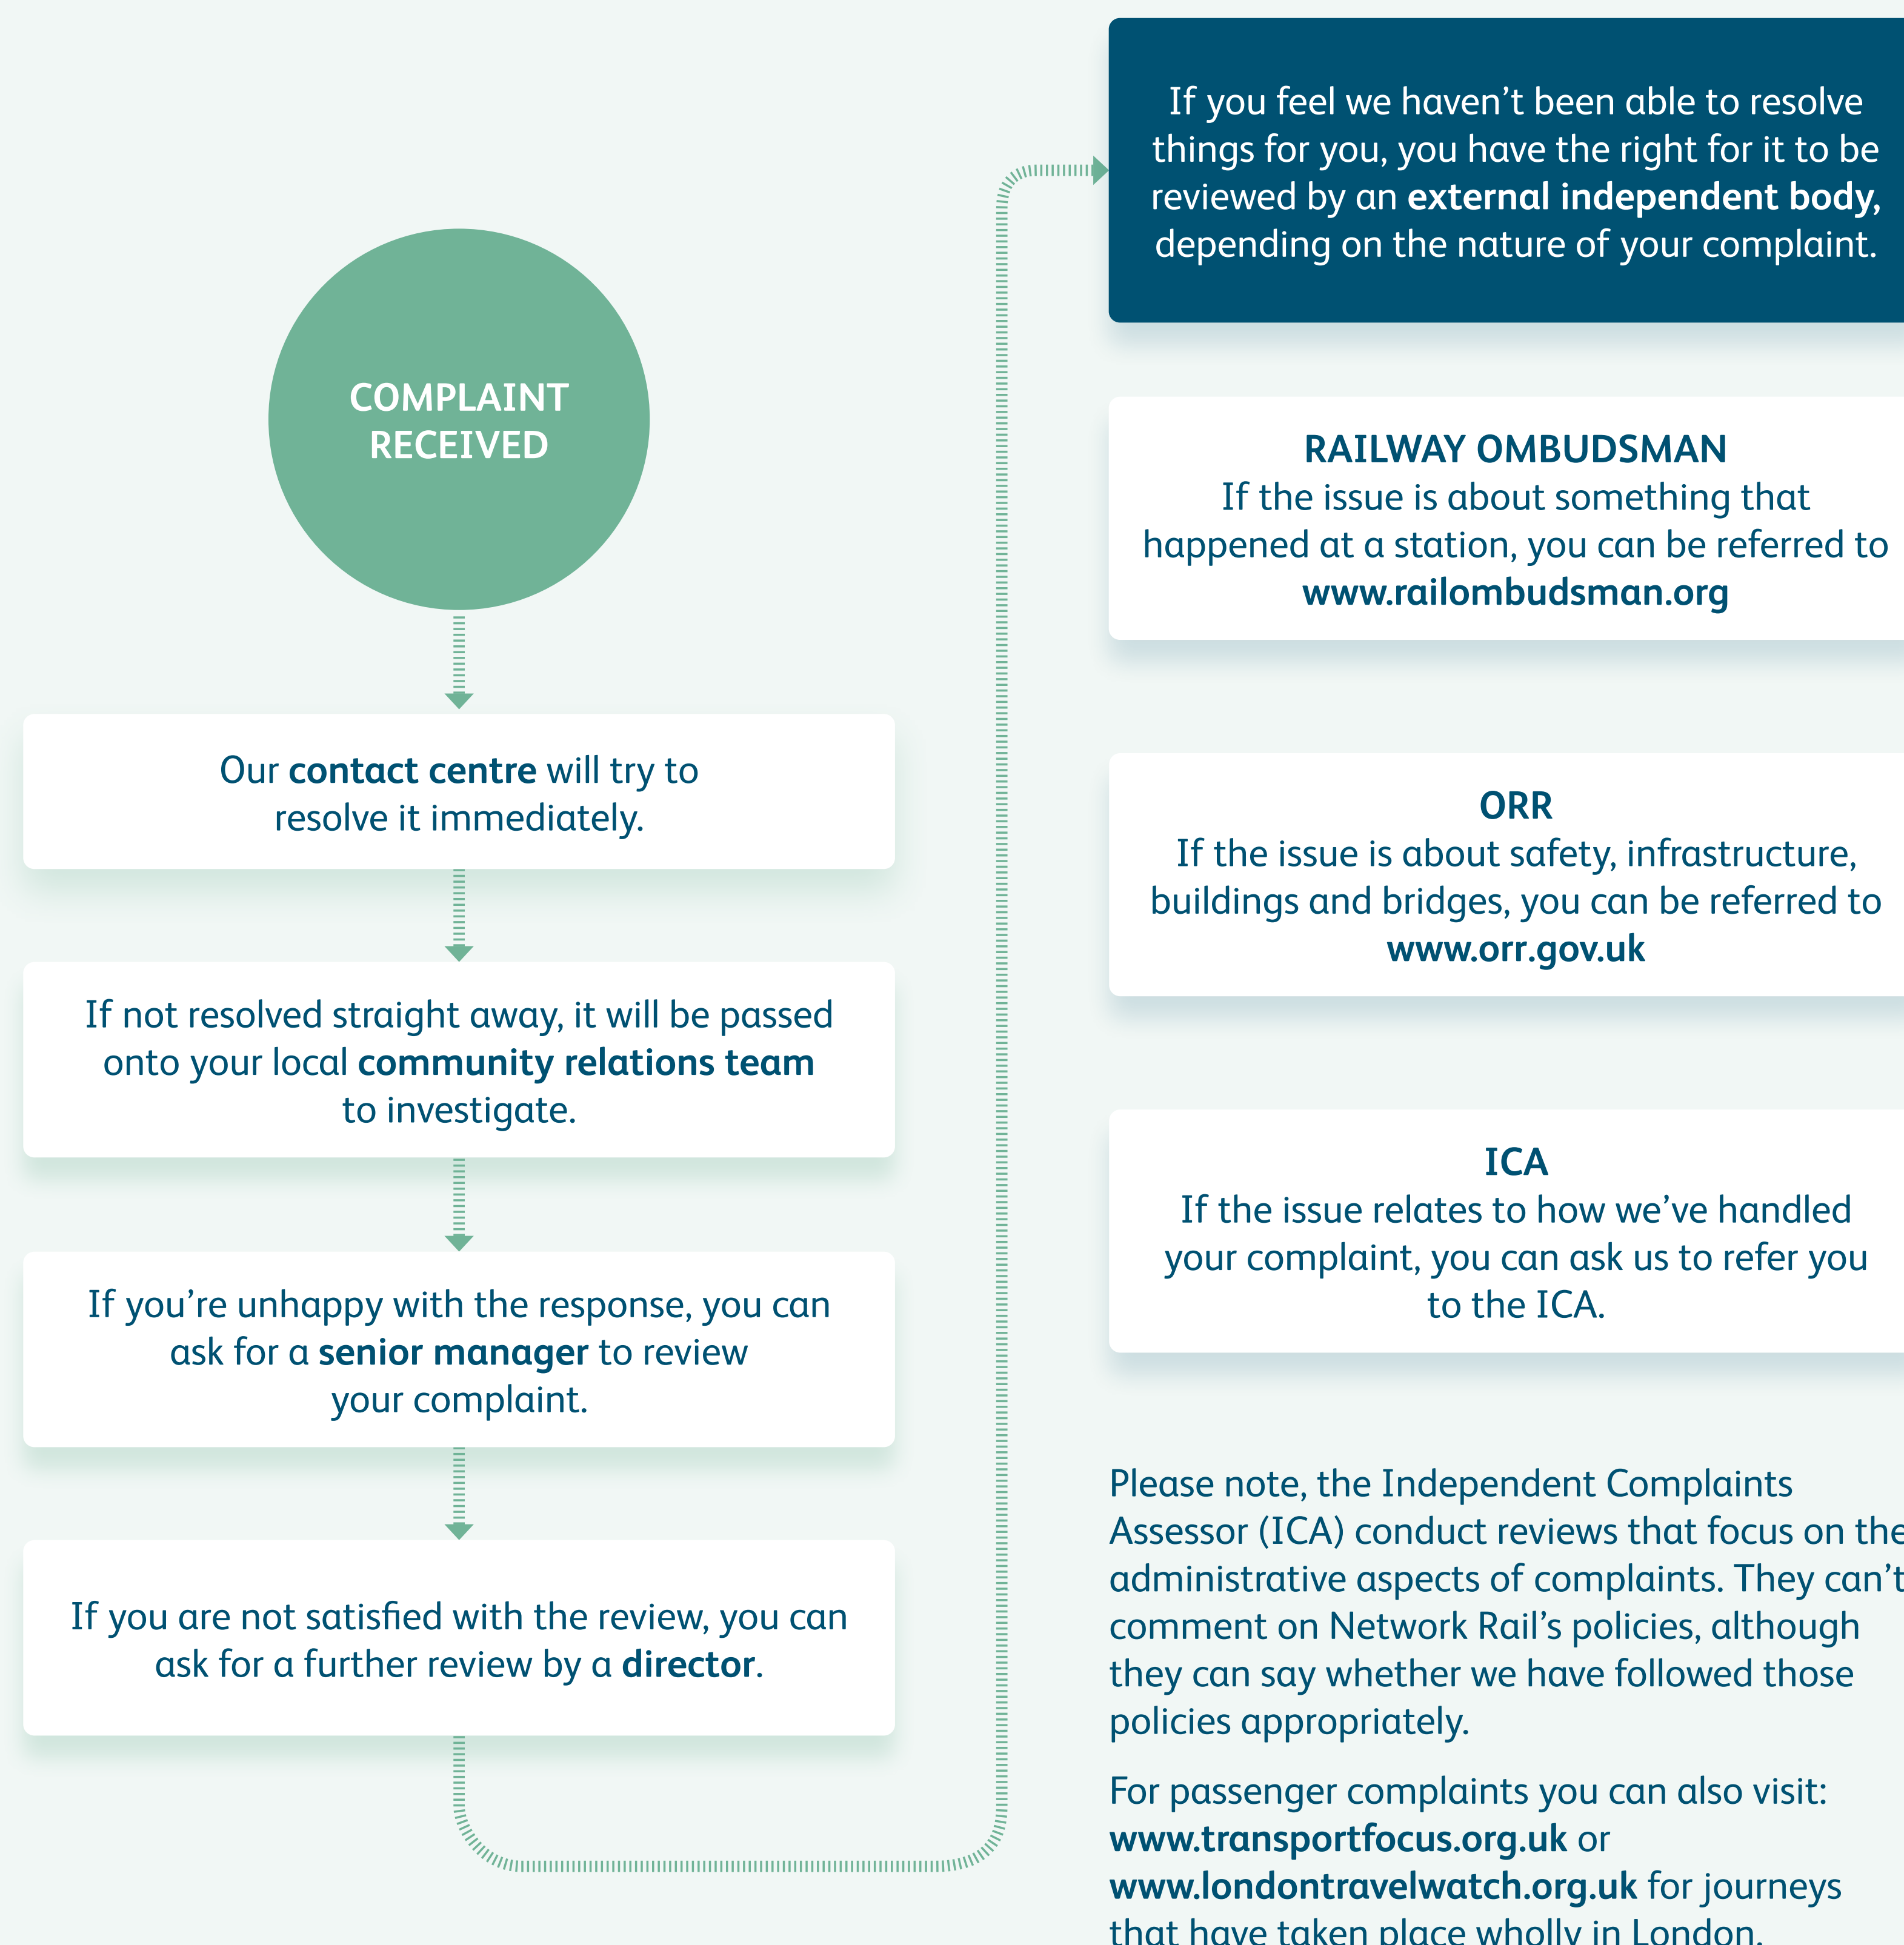 COMPLAINT
RECEIVED
Our contact centre will try to
resolve it immediately.
If not resolved straight away, it will be passed
onto your local community relations team
to investigate.
If you’re unhappy with the response, you can
ask for a senior manager to review
your complaint.
If you are not satisfied with the review, you can
ask for a further review by a director.
If you feel we haven’t been able to resolve
things for you, you have the right for it to be
reviewed by an external independent body,
depending on the nature of your complaint.
RAILWAY OMBUDSMAN
If the issue is about something that
happened at a station, you can be referred to
www.railombudsman.org
ORR
If the issue is about safety, infrastructure,
buildings and bridges, you can be referred to
www.orr.gov.uk
ICA
If the issue relates to how we’ve handled
your complaint, you can ask us to refer you
to the ICA.
Please note, the Independent Complaints
Assessor (ICA) conduct reviews that focus on the
administrative aspects of complaints. They can’t
comment on Network Rail’s policies, although
they can say whether we have followed those
policies appropriately.
For passenger complaints you can also visit:
www.transportfocus.org.uk or
www.londontravelwatch.org.uk for journeys
that have taken place wholly in London.